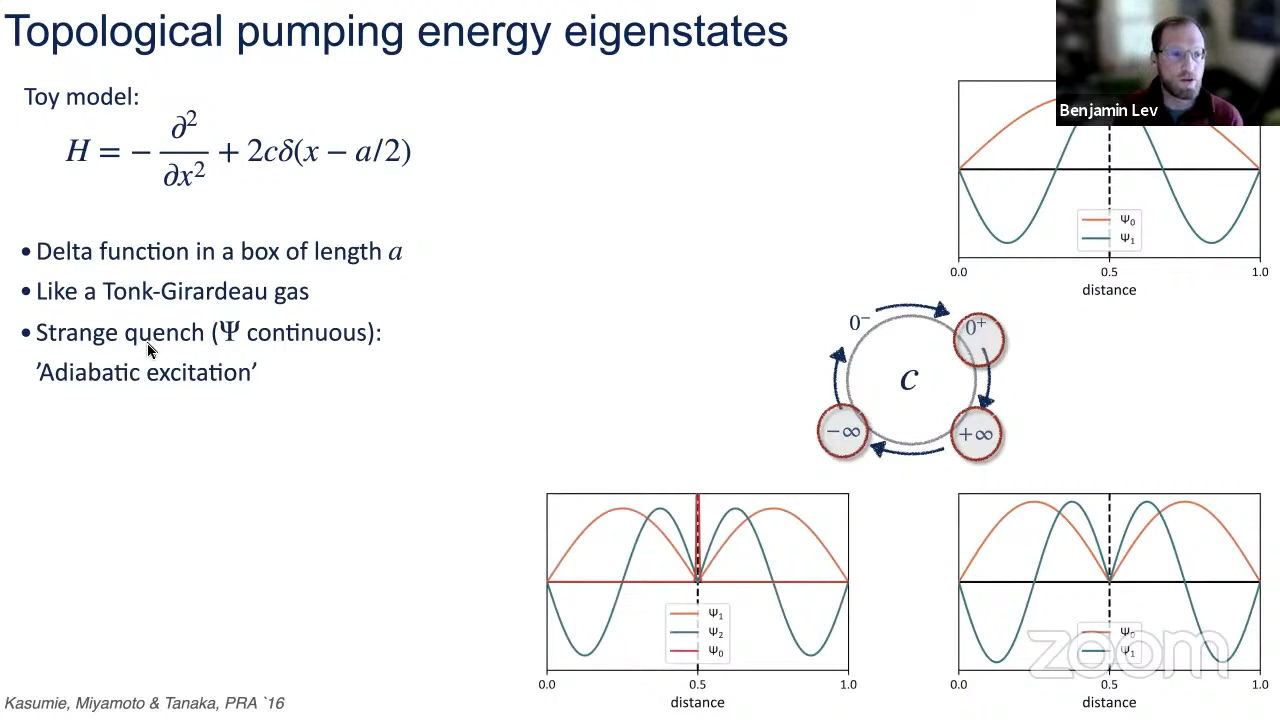 Topological pumping energy eigenstates
Benjamin Lev
Toy model:
H = − ∂²/∂x² + 2cδ(x − a/2)
• Delta function in a box of length a
• Like a Tonk-Girardeau gas
• Strange quench (Ψ continuous):
’Adiabatic excitation’
Ψ₀
Ψ₁
0.0 0.5 1.0
distance
0⁻ 0⁺
c
−∞ +∞
Ψ₁
Ψ₂
Ψ₀
0.0 0.5 1.0
distance
Ψ₀
Ψ₁
0.0 0.5 1.0
distance
zoom
Kasumie, Miyamoto & Tanaka, PRA `16